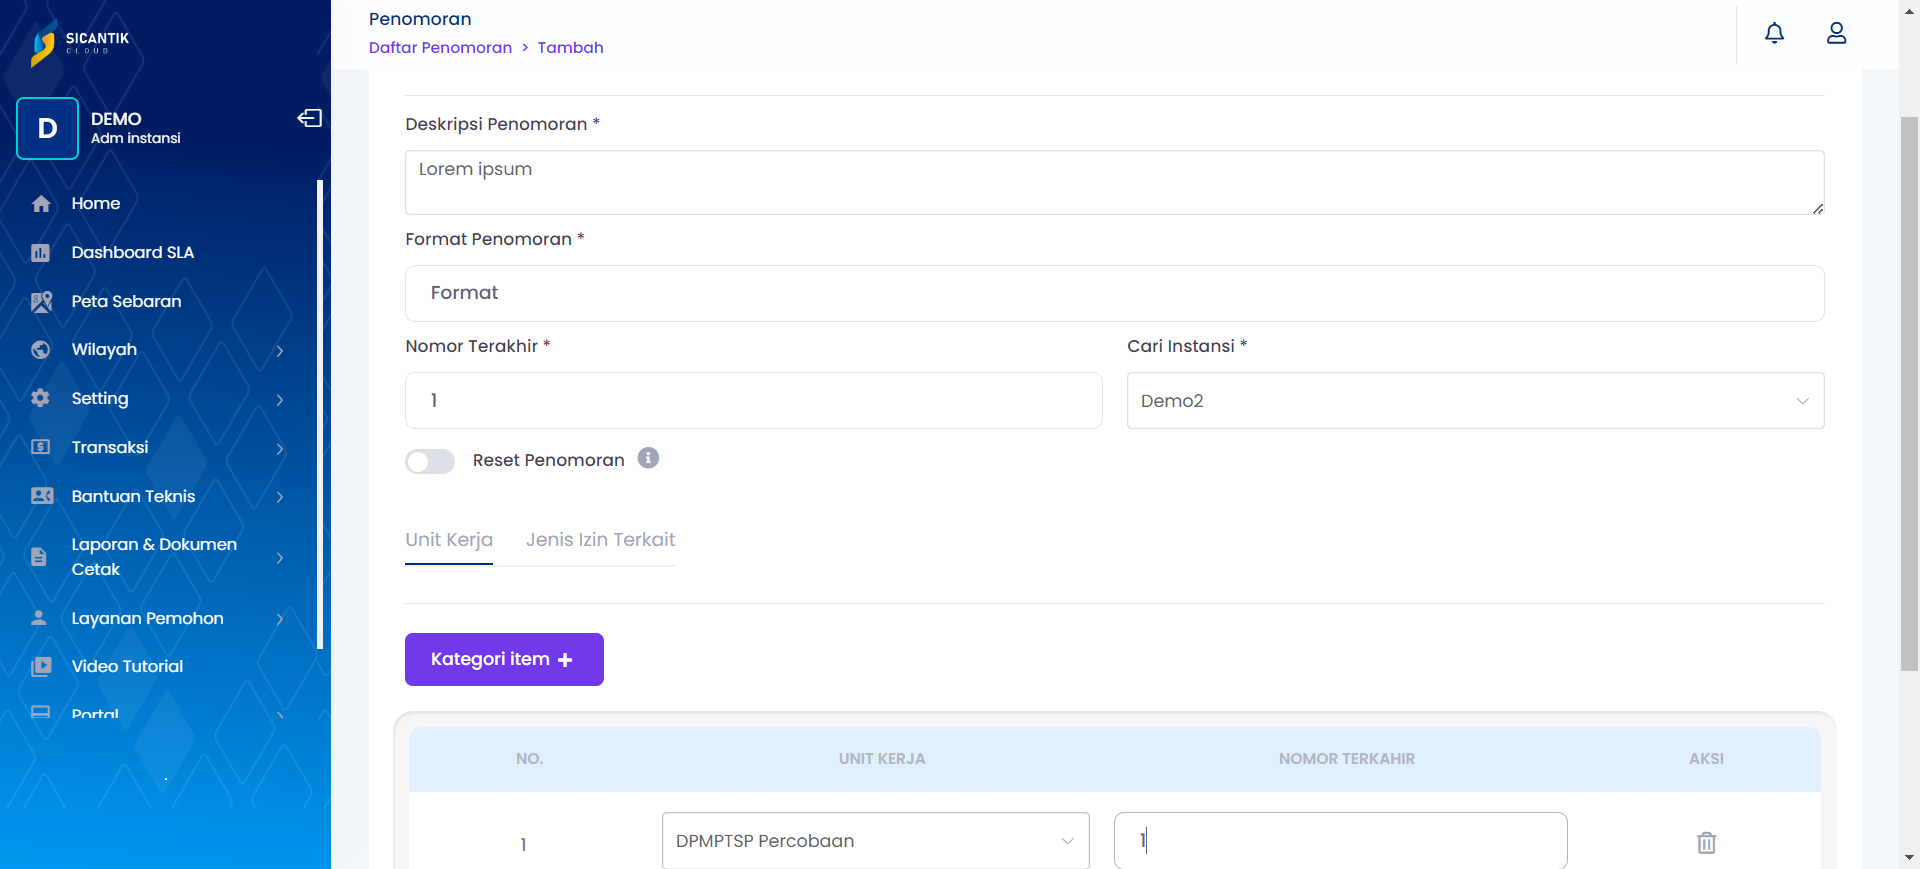 SICANTIK
CLOUD
D
DEMO
Adm instansi
Home
Dashboard SLA
Peta Sebaran
Wilayah
Setting
Transaksi
Bantuan Teknis
Laporan & Dokumen
Cetak
Layanan Pemohon
Video Tutorial
Portal
Penomoran
Daftar Penomoran > Tambah
Deskripsi Penomoran *
Lorem ipsum
Format Penomoran *
Format
Nomor Terakhir *
1
Cari Instansi *
Demo2
Reset Penomoran
Unit Kerja
Jenis Izin Terkait
Kategori item +
NO. UNIT KERJA NOMOR TERKAHIR AKSI
1 DPMPTSP Percobaan 1